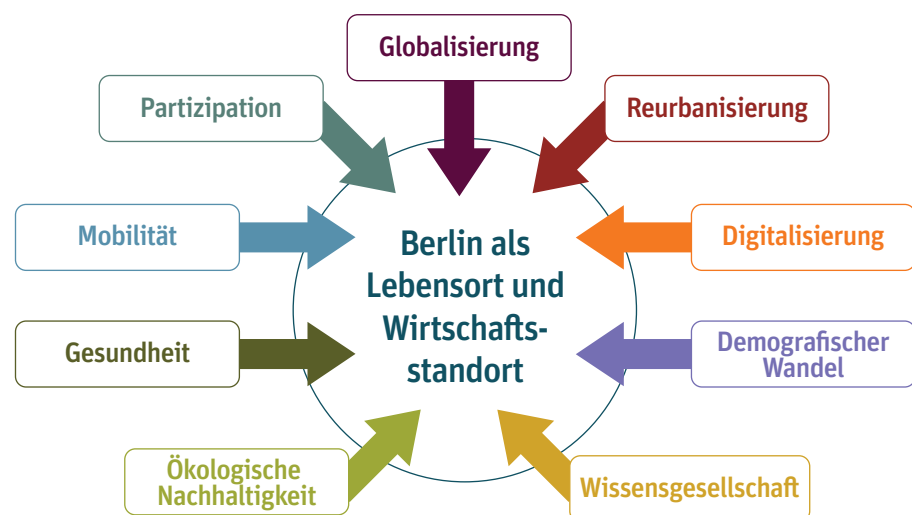 Globalisierung
Partizipation
Reurbanisierung
Mobilität
Digitalisierung
Berlin als
Lebensort und
Wirtschafts-
standort
Gesundheit
Demografischer
Wandel
Ökologische
Nachhaltigkeit
Wissensgesellschaft